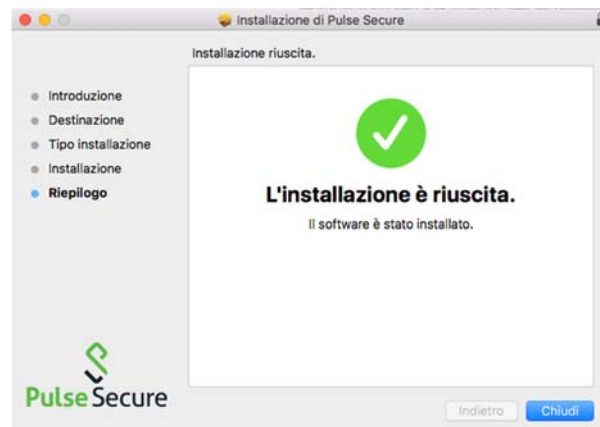 Installazione di Pulse Secure
Installazione riuscita.
Introduzione
Destinazione
Tipo installazione
Installazione
Riepilogo
L'installazione è riuscita.
Il software è stato installato.
Pulse Secure
Indietro
Chiudi